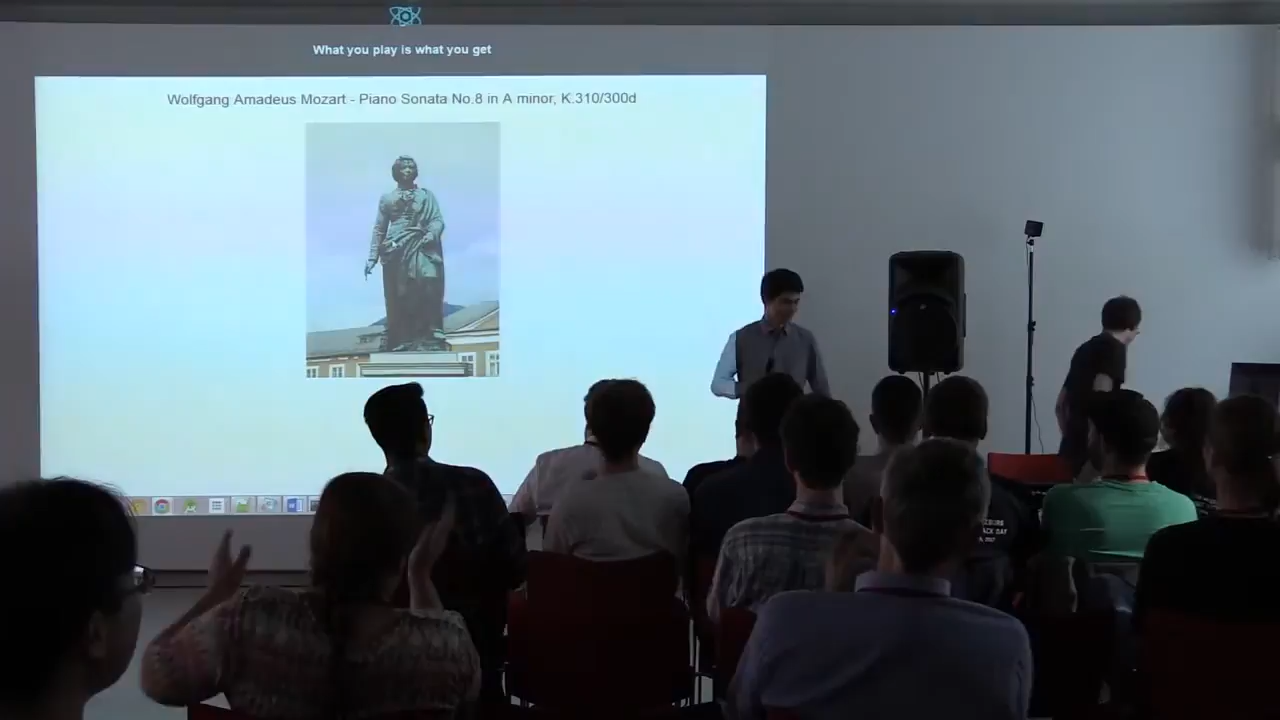 What you play is what you get
Wolfgang Amadeus Mozart - Piano Sonata No.8 in A minor, K.310/300d